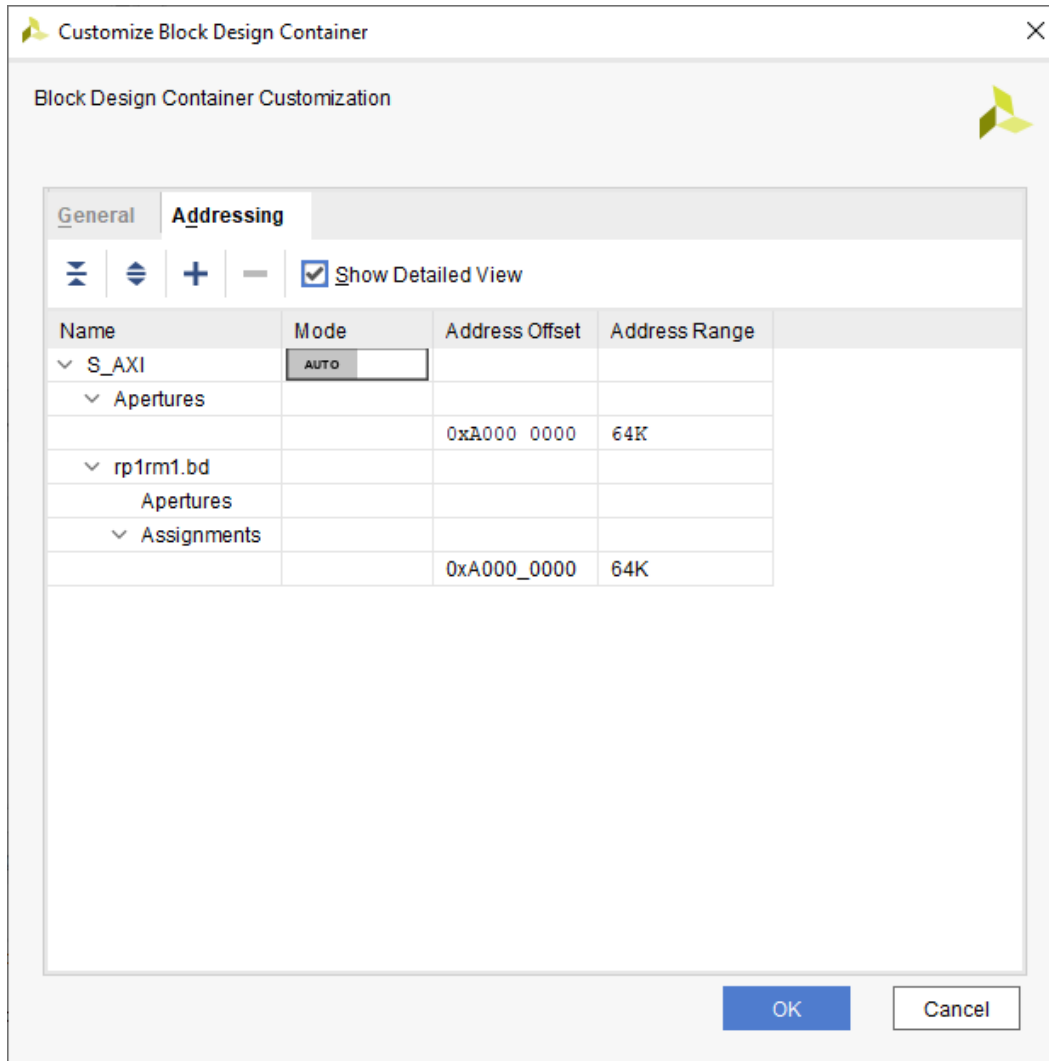 Customize Block Design Container
Block Design Container Customization
General Addressing
Show Detailed View
Name Mode Address Offset Address Range
S_AXI AUTO
Apertures
0xA000 0000 64K
rp1rm1.bd
Apertures
Assignments
0xA000_0000 64K
OK Cancel